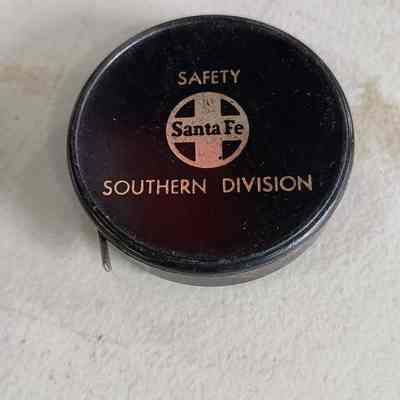 SAFETY
Santa Fe
SOUTHERN DIVISION